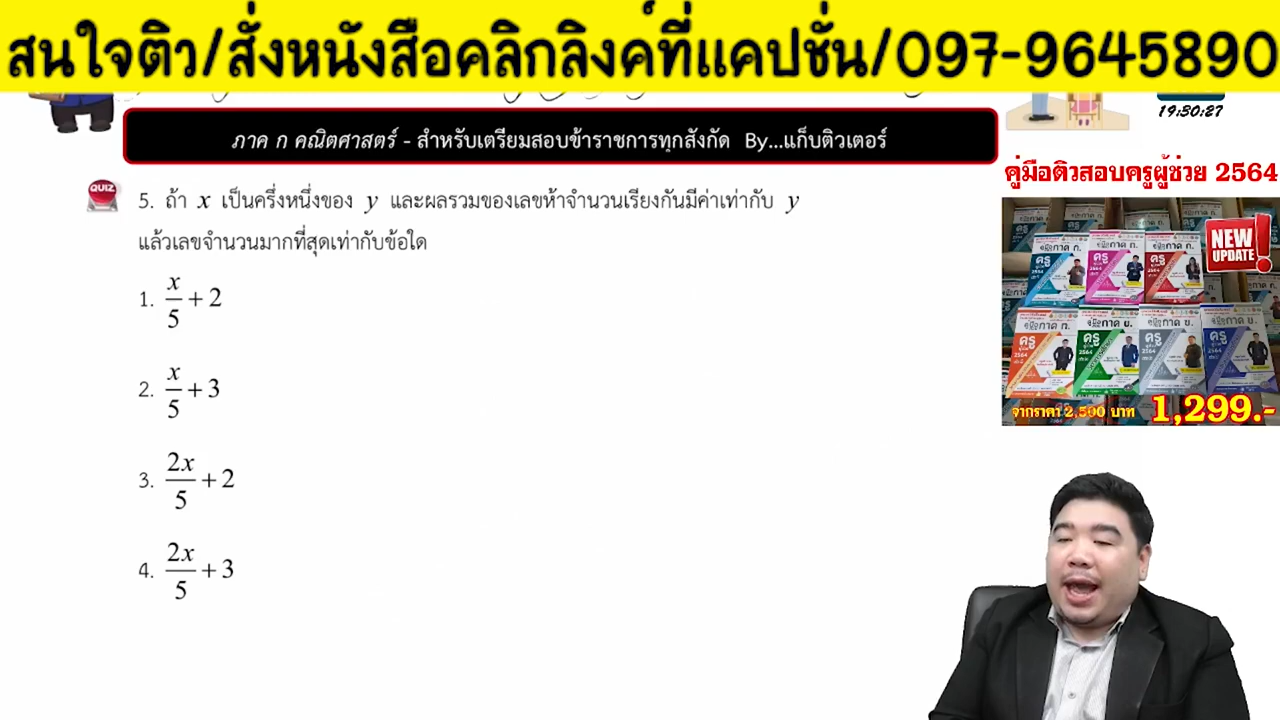 สนใจติว/สั่งหนังสือคลิกลิงค์ที่แคปชั่น/097-9645890
19:30:27
ภาค ก คณิตศาสตร์ - สำหรับเตรียมสอบข้าราชการทุกสังกัด By...แก็บติวเตอร์
คู่มือติวสอบครูผู้ช่วย 2564
QUIZ
5. ถ้า x เป็นครึ่งหนึ่งของ y และผลรวมของเลขห้าจำนวนเรียงกันมีค่าเท่ากับ y
แล้วเลขจำนวนมากที่สุดเท่ากับข้อใด
1. x/5 + 2
2. x/5 + 3
3. 2x/5 + 2
4. 2x/5 + 3
NEW
UPDATE!
คู่มือภาค ก.
ครู
2564
จากราคา 2,500 บาท 1,299.-